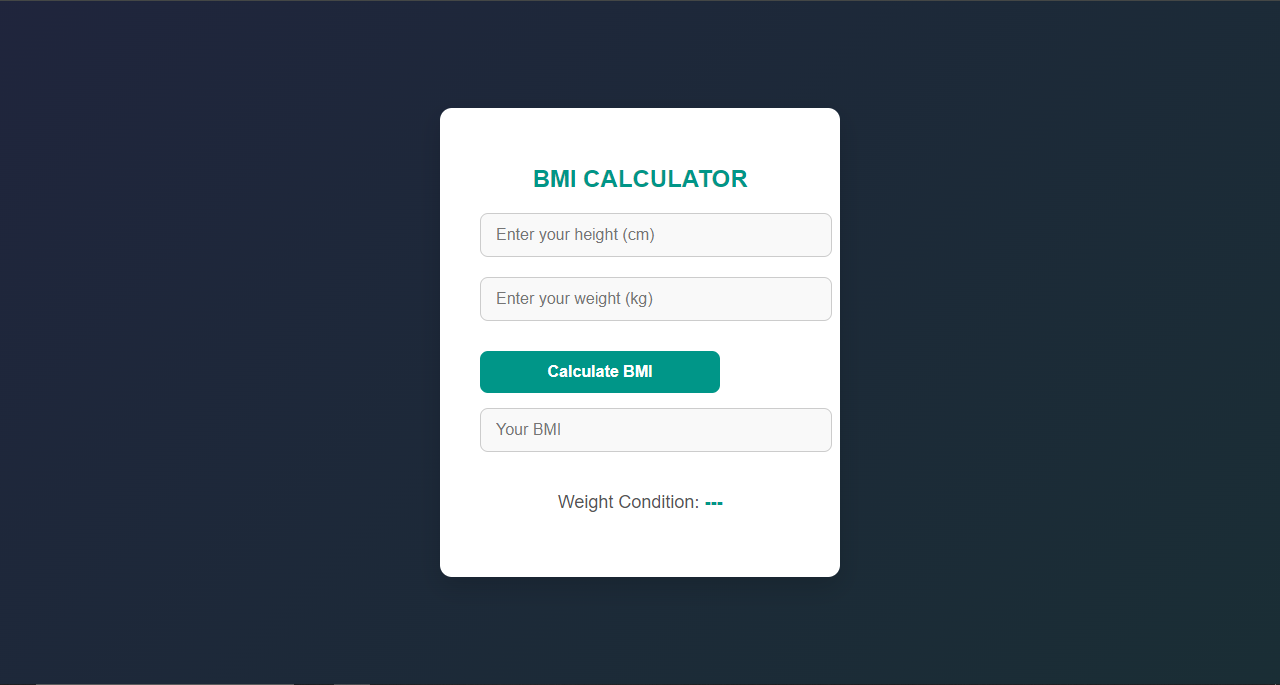 BMI CALCULATOR
Enter your height (cm)
Enter your weight (kg)
Calculate BMI
Your BMI
Weight Condition: ---